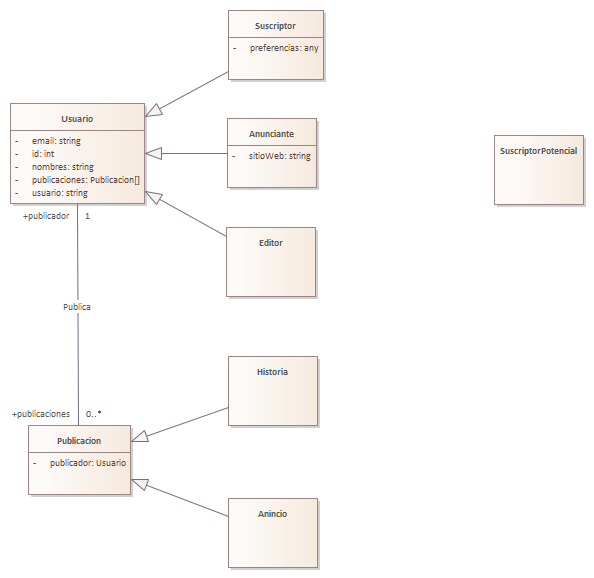 Suscriptor
- preferencias: any
Usuario
- email: string
- id: int
- nombres: string
- publicaciones: Publicacion[]
- usuario: string
Anunciante
- sitioWeb: string
SuscriptorPotencial
+publicador 1
Editor
Publica
Historia
+publicaciones 0..*
Publicacion
- publicador: Usuario
Anincio